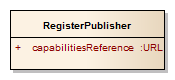 RegisterPublisher
+ capabilitiesReference :URL